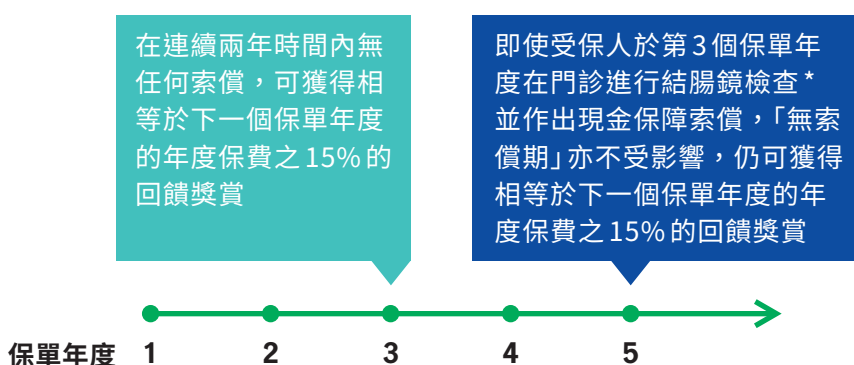 在連續兩年時間內無
任何索償，可獲得相
等於下一個保單年度
的年度保費之15%的
回饋獎賞
即使受保人於第3個保單年
度在門診進行結腸鏡檢查*
並作出現金保障索償，「無索
償期」亦不受影響，仍可獲得
相等於下一個保單年度的年
度保費之15%的回饋獎賞
保單年度 1 2 3 4 5